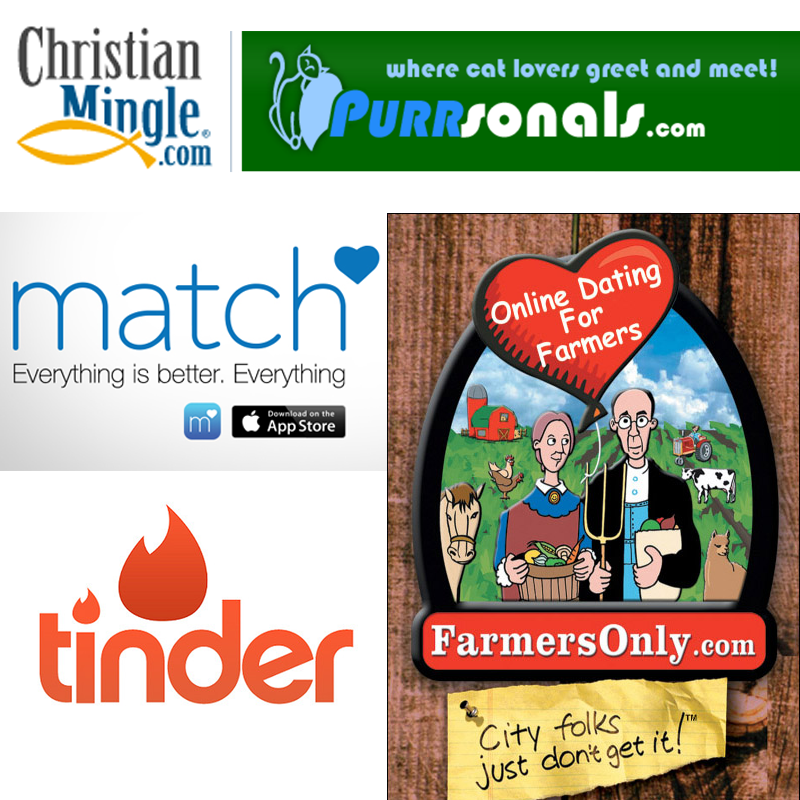 Christian
Mingle®
.com
where cat lovers greet and meet!
PURRsonals.com
match
Everything is better. Everything
m
Download on the
App Store
tinder
Online Dating
For
Farmers
FarmersOnly.com
City folks
just don't get it!™